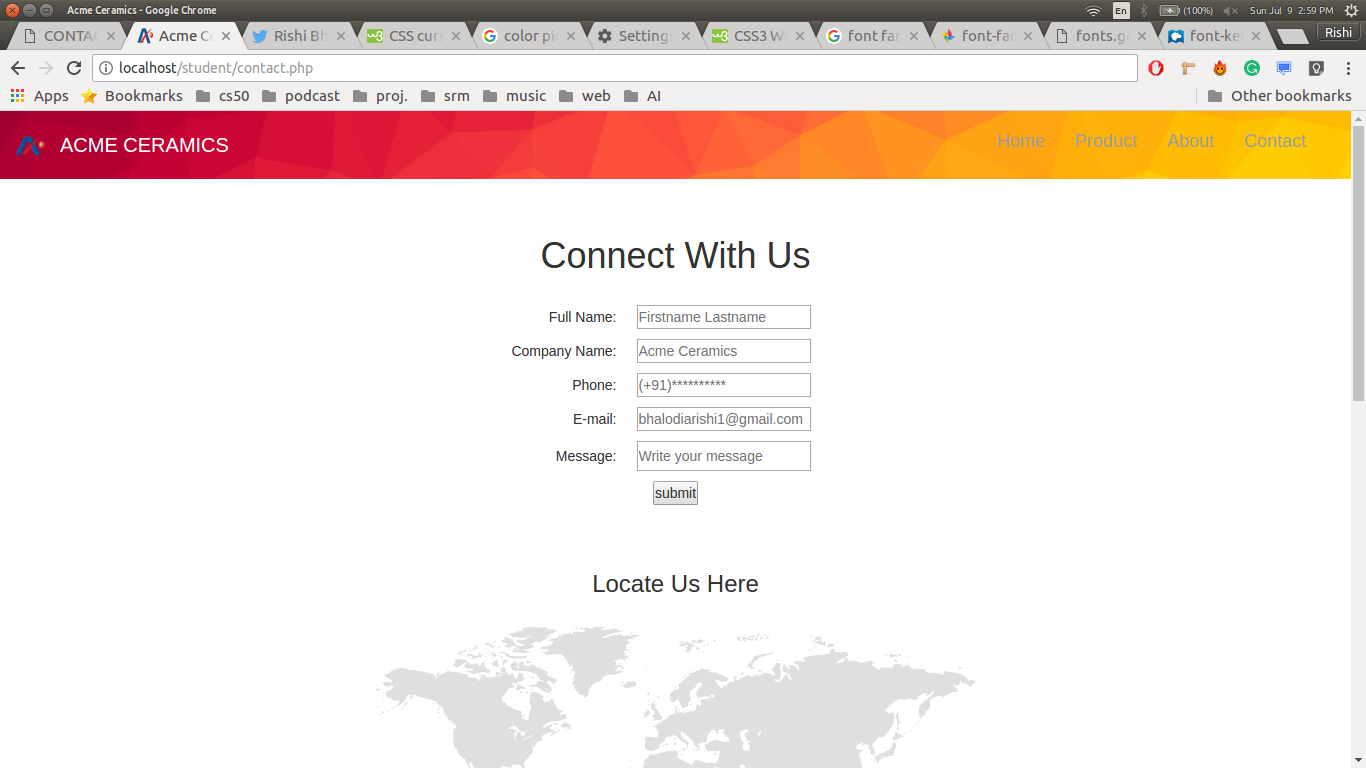 Acme Ceramics - Google Chrome
En (100%) Sun Jul 9 2:59 PM
CONTA Acme Ce Rishi Bh CSS curs color pi Setting CSS3 W font fam font-fam fonts.g font-ke Rishi
localhost/student/contact.php
Apps Bookmarks cs50 podcast proj. srm music web AI Other bookmarks
ACME CERAMICS Home Product About Contact
Connect With Us
Full Name: Firstname Lastname
Company Name: Acme Ceramics
Phone: (+91)**********
E-mail: bhalodiarishi1@gmail.com
Message: Write your message
submit
Locate Us Here